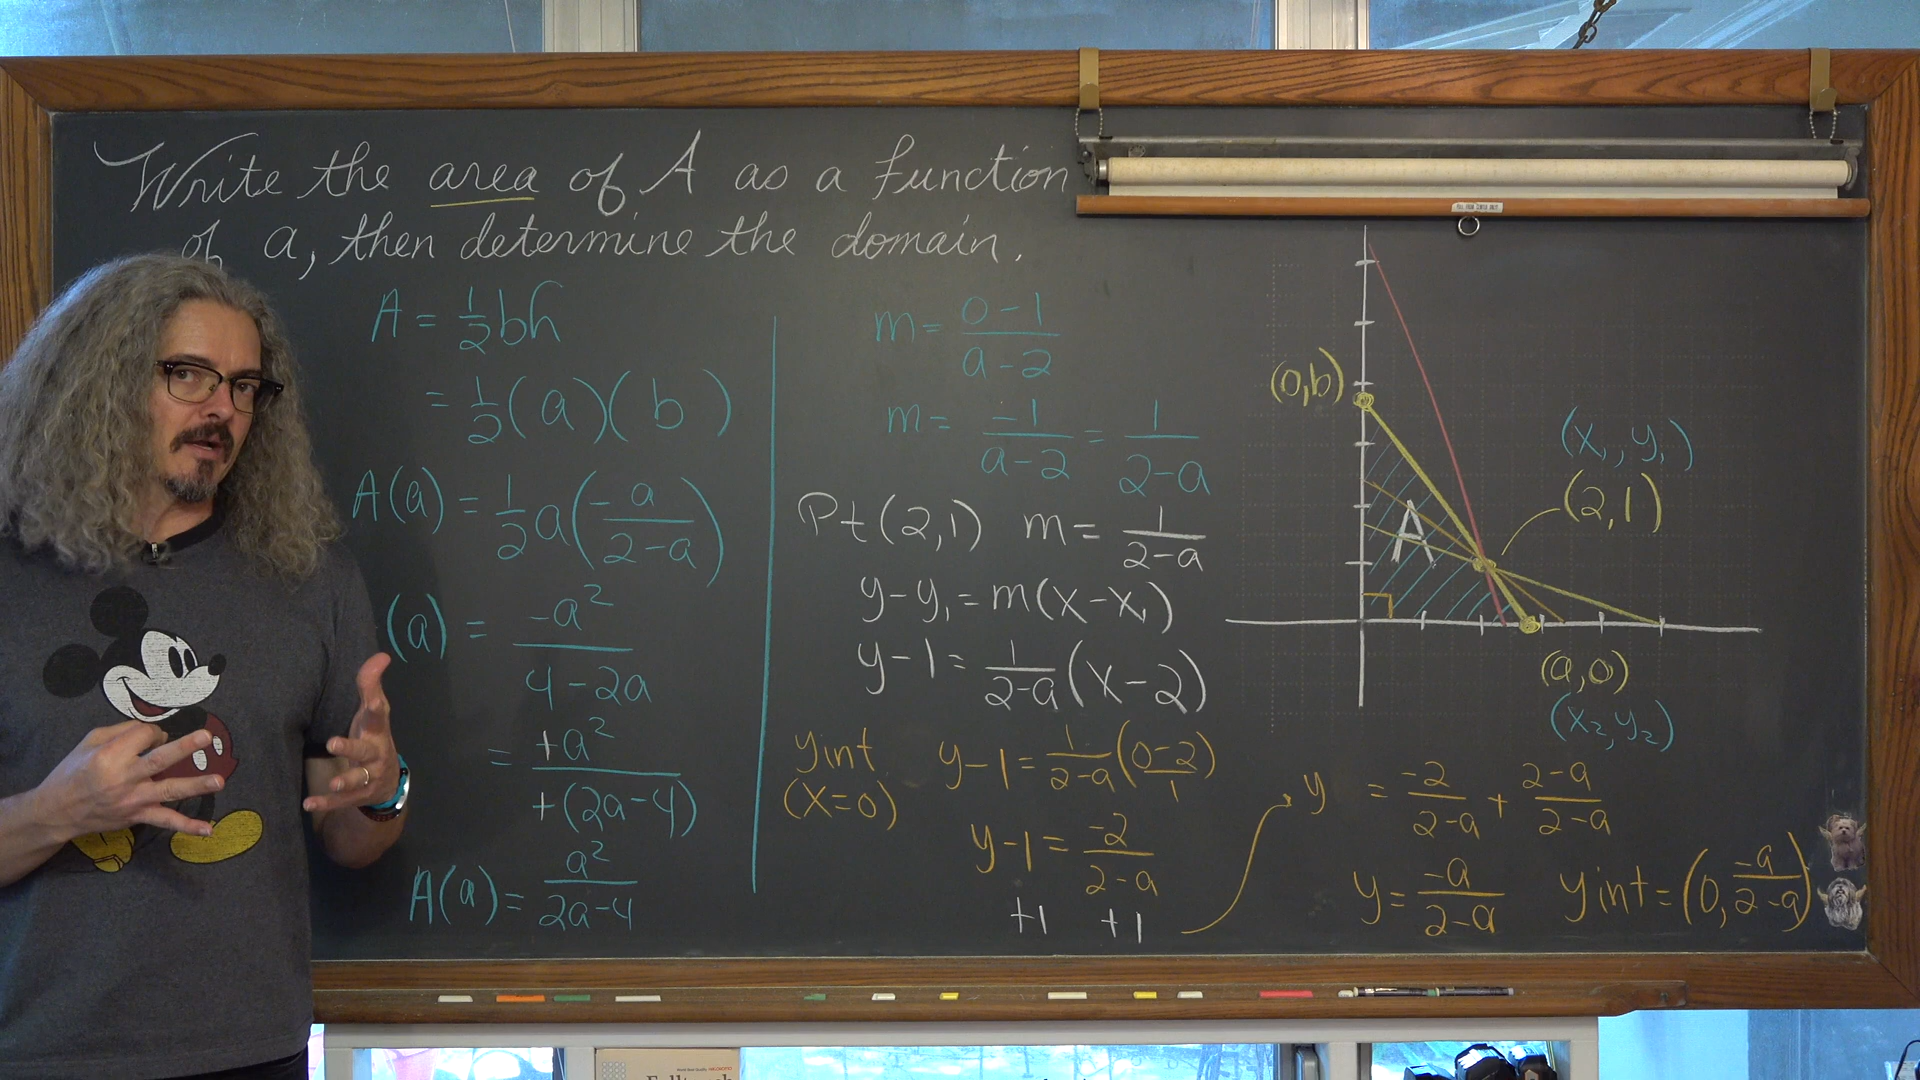 Write the area of A as a function
of a, then determine the domain.
A = 1/2 bh
= 1/2 (a)(b)
A(a) = 1/2 a(-a/(2-a))
(a) = -a²/(4-2a)
= +a²/+(2a-4)
A(a) = a²/(2a-4)
m = (0-1)/(a-2)
m = -1/(a-2) = 1/(2-a)
Pt (2,1) m = 1/(2-a)
y-y₁ = m(x-x₁)
y-1 = 1/(2-a) (x-2)
yint (x=0)
y-1 = 1/(2-a) ((0-2)/1)
y-1 = -2/(2-a)
+1 +1
y = -2/(2-a) + (2-a)/(2-a)
y = -a/(2-a)
yint = (0, -a/(2-a))
(0,b)
(x₁, y₁)
(2,1)
A
(a,0)
(x₂, y₂)